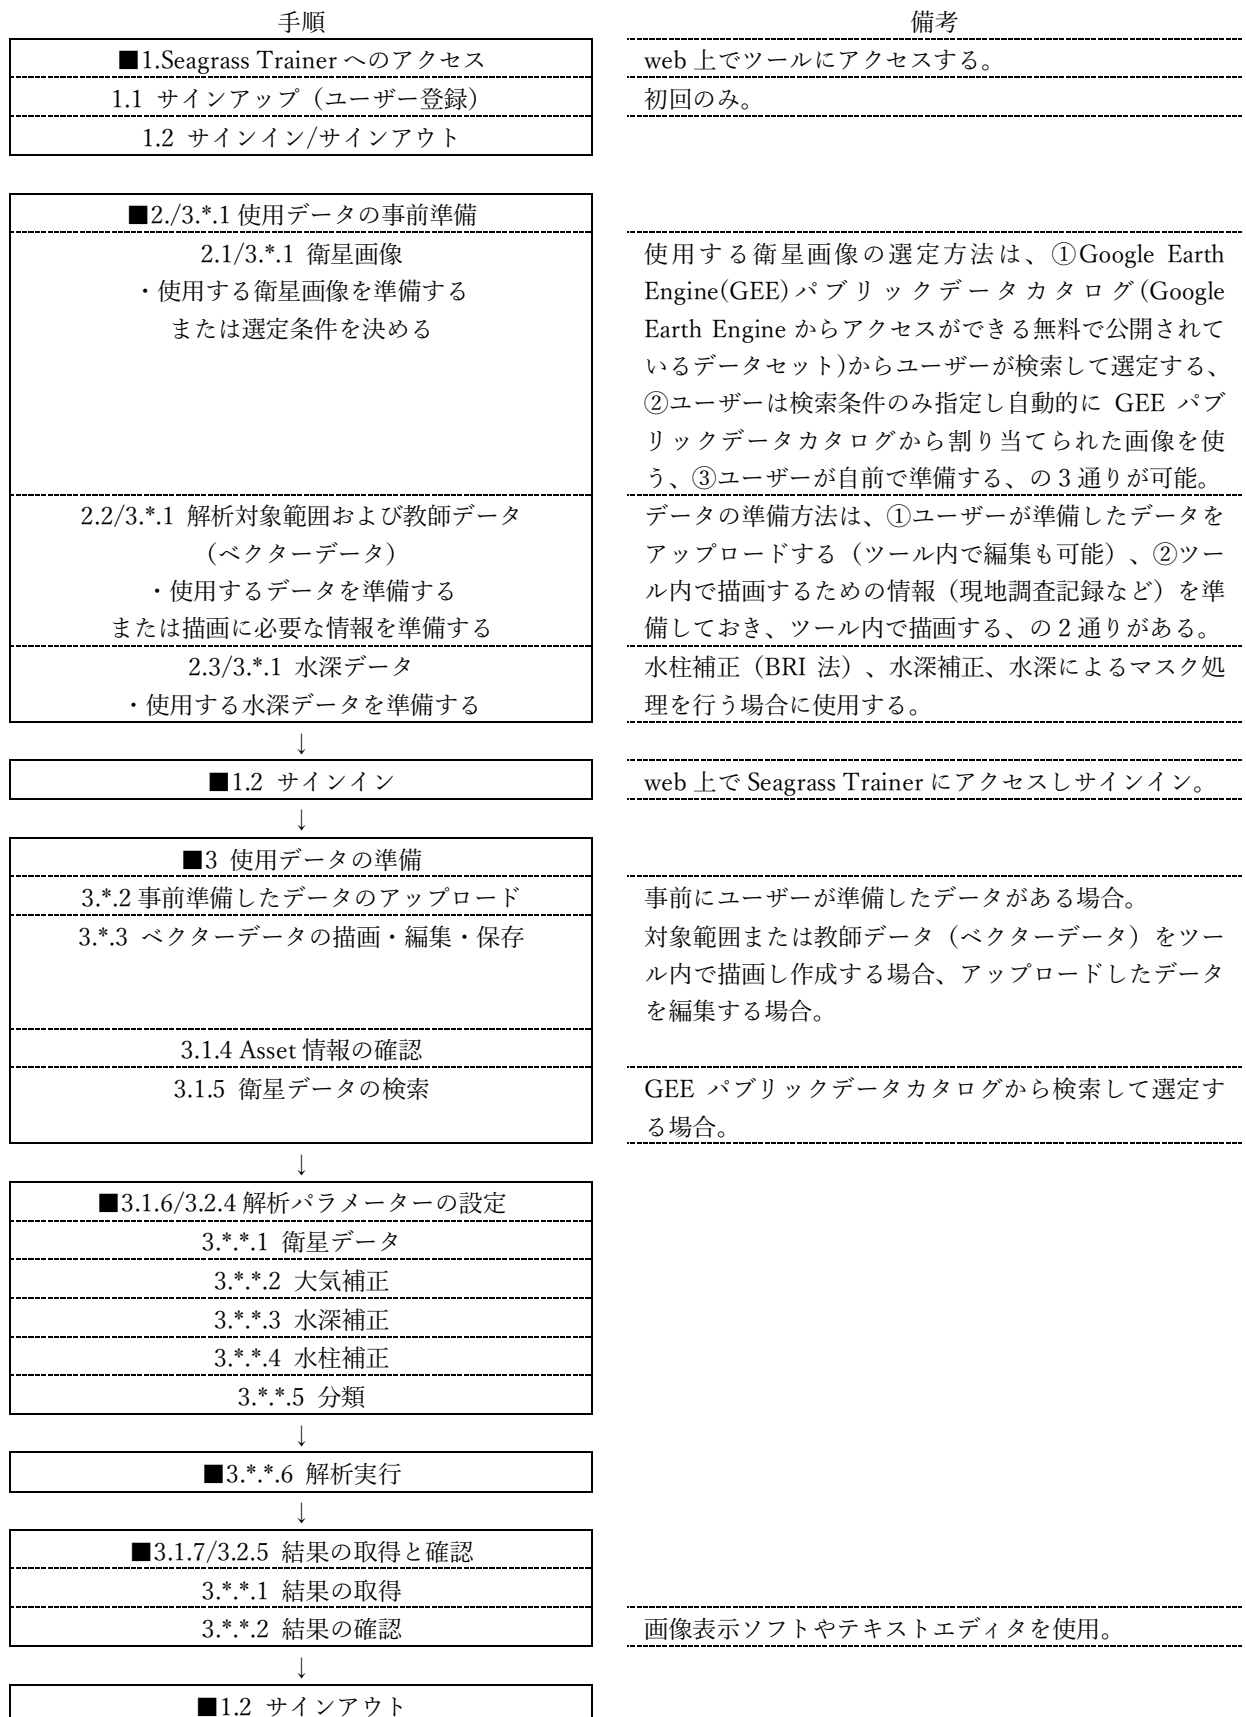 手順 備考
■1.Seagrass Trainer へのアクセス web 上でツールにアクセスする。
1.1 サインアップ（ユーザー登録） 初回のみ。
1.2 サインイン/サインアウト
■2./3.*.1 使用データの事前準備
2.1/3.*.1 衛星画像
・使用する衛星画像を準備する
または選定条件を決める
使用する衛星画像の選定方法は、①Google Earth
Engine(GEE)パブリックデータカタログ(Google
Earth Engine からアクセスができる無料で公開されて
いるデータセット)からユーザーが検索して選定する、
②ユーザーは検索条件のみ指定し自動的に GEE パブ
リックデータカタログから割り当てられた画像を使
う、③ユーザーが自前で準備する、の 3 通りが可能。
2.2/3.*.1 解析対象範囲および教師データ
（ベクターデータ）
・使用するデータを準備する
または描画に必要な情報を準備する
データの準備方法は、①ユーザーが準備したデータを
アップロードする（ツール内で編集も可能）、②ツー
ル内で描画するための情報（現地調査記録など）を準
備しておき、ツール内で描画する、の 2 通りがある。
2.3/3.*.1 水深データ
・使用する水深データを準備する
水柱補正（BRI 法）、水深補正、水深によるマスク処
理を行う場合に使用する。
↓
■1.2 サインイン web 上で Seagrass Trainer にアクセスしサインイン。
↓
■3 使用データの準備
3.*.2 事前準備したデータのアップロード 事前にユーザーが準備したデータがある場合。
3.*.3 ベクターデータの描画・編集・保存
対象範囲または教師データ（ベクターデータ）をツー
ル内で描画し作成する場合、アップロードしたデータ
を編集する場合。
3.1.4 Asset 情報の確認
3.1.5 衛星データの検索
GEE パブリックデータカタログから検索して選定す
る場合。
↓
■3.1.6/3.2.4 解析パラメーターの設定
3.*.*.1 衛星データ
3.*.*.2 大気補正
3.*.*.3 水深補正
3.*.*.4 水柱補正
3.*.*.5 分類
↓
■3.*.*.6 解析実行
↓
■3.1.7/3.2.5 結果の取得と確認
3.*.*.1 結果の取得
3.*.*.2 結果の確認 画像表示ソフトやテキストエディタを使用。
↓
■1.2 サインアウト